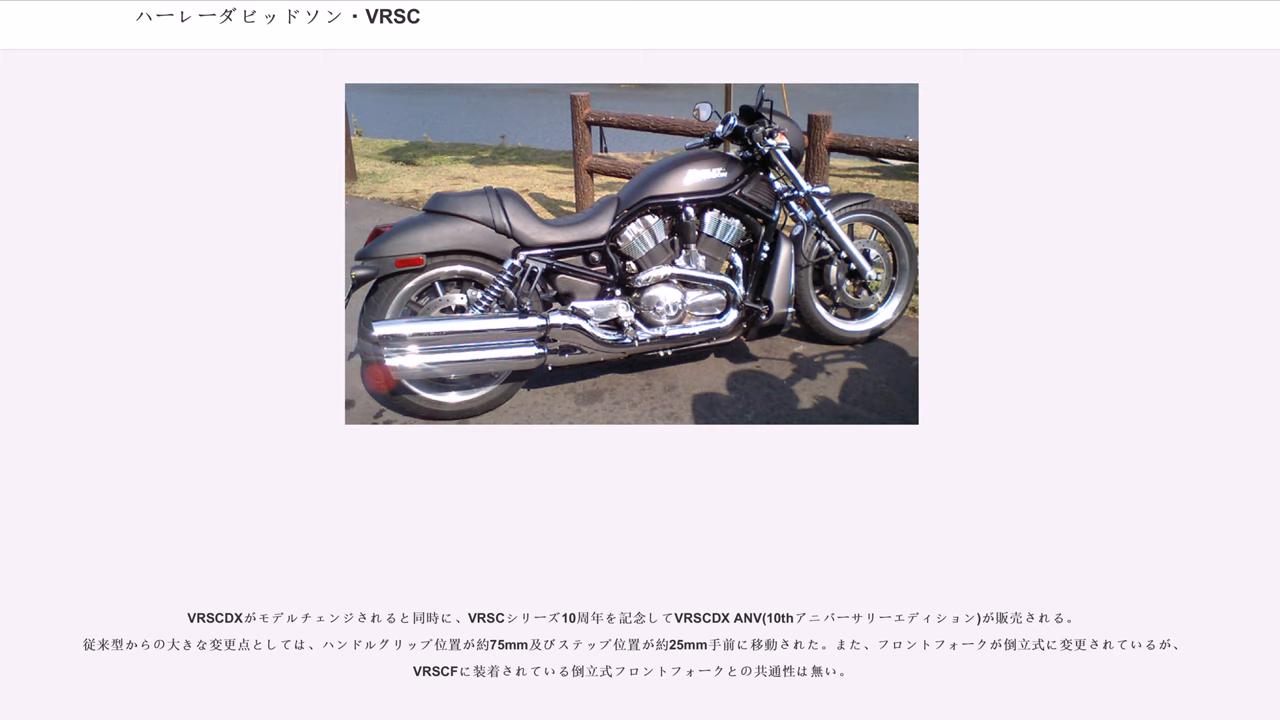 ハーレーダビッドソン・VRSC
VRSCDXがモデルチェンジされると同時に、VRSCシリーズ10周年を記念してVRSCDX ANV(10thアニバーサリーエディション)が販売される。
従来型からの大きな変更点としては、ハンドルグリップ位置が約75mm及びステップ位置が約25mm手前に移動された。また、フロントフォークが倒立式に変更されているが、
VRSCFに装着されている倒立式フロントフォークとの共通性は無い。